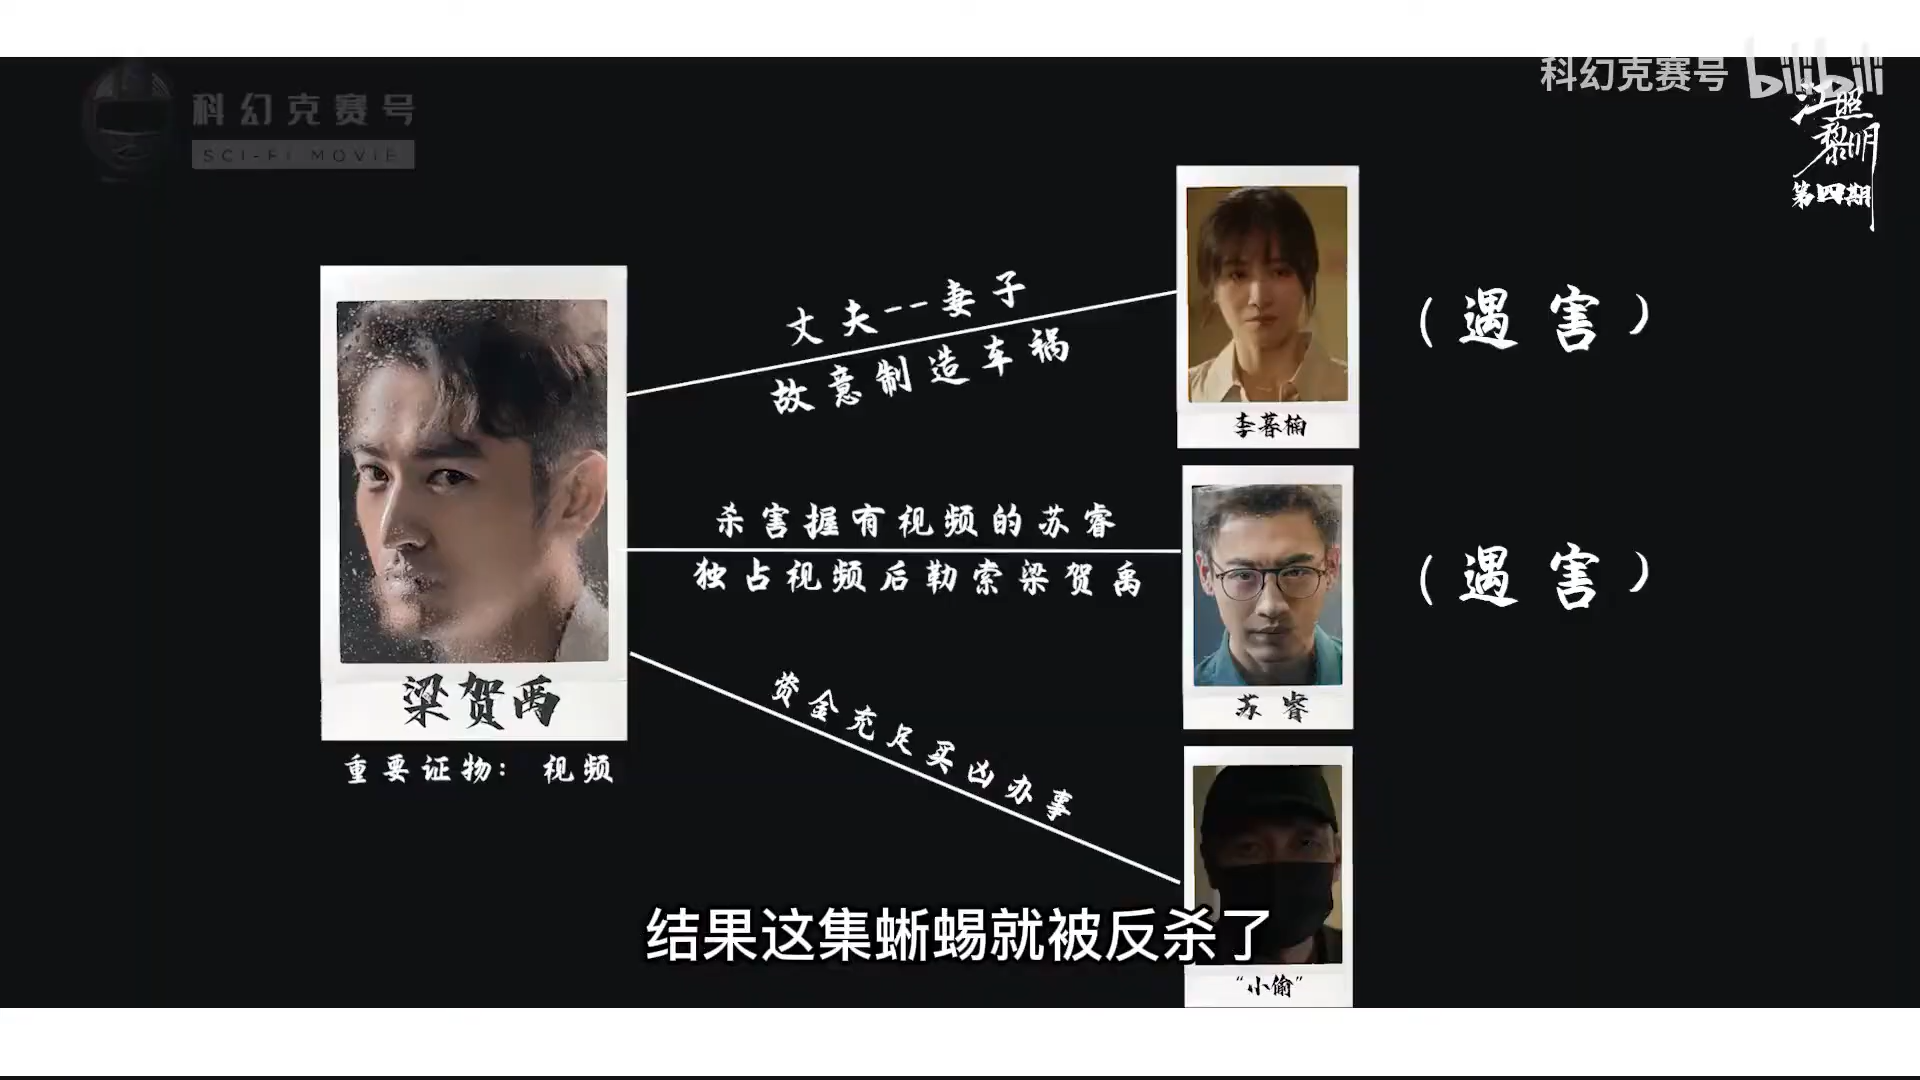 科幻克赛号
SCI-FI MOVIE
科幻克赛号 bilibili
江照
黎明
第四期
丈夫--妻子
故意制造车祸
李暮楠
(遇害)
杀害握有视频的苏睿
独占视频后勒索梁贺禹
苏睿
(遇害)
梁贺禹
重要证物：视频
资金充足买凶办事
结果这集蜥蜴就被反杀了
“小偷”